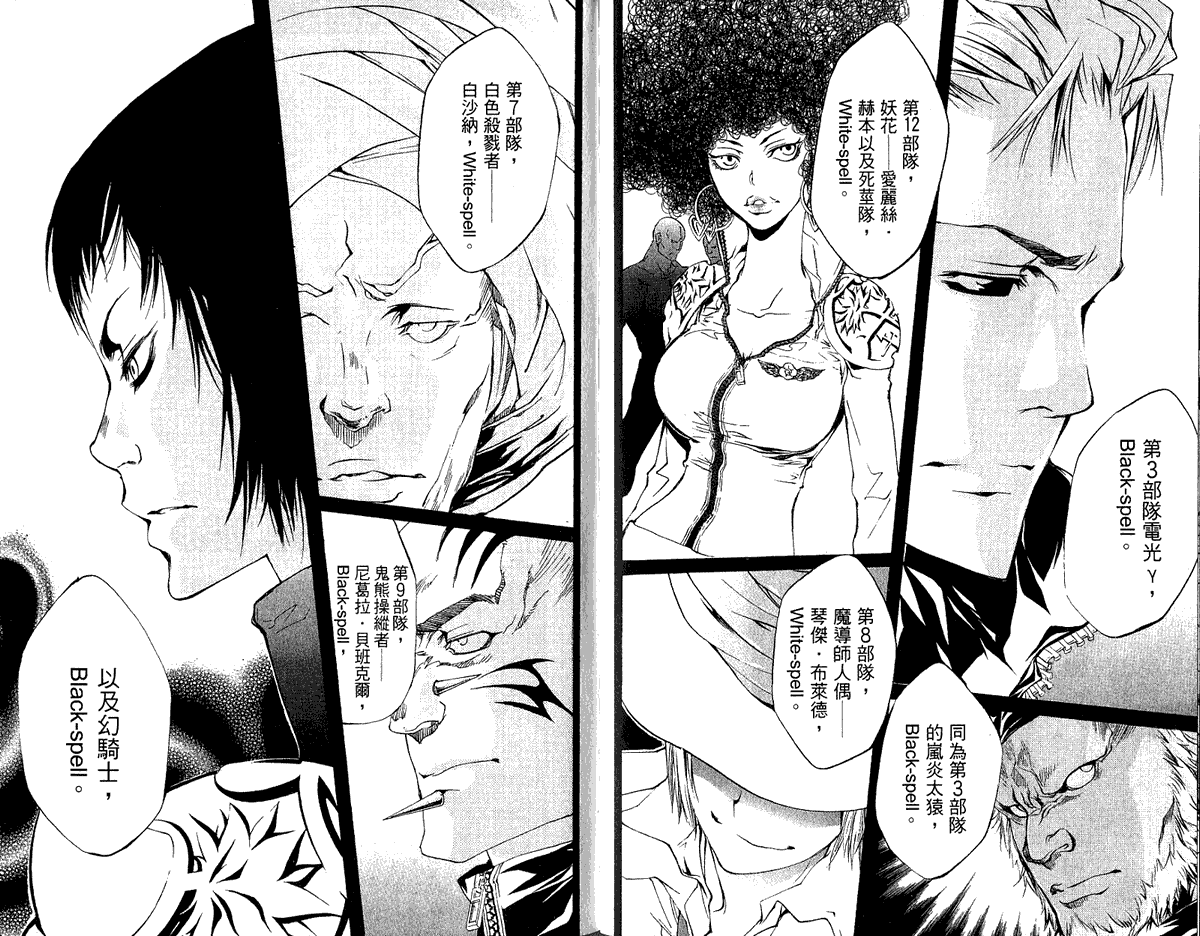 第3部隊電光γ，
Black-spell。
同為第3部隊
的嵐炎太猿，
Black-spell。
第12部隊，
妖花——愛麗絲．
赫本以及死莖隊，
White-spell。
第8部隊，
魔導師人偶——
琴傑．布萊德，
White-spell。
第7部隊，
白色殺戮者——
白沙納，White-spell。
第9部隊，
鬼熊操縱者——
尼葛拉．貝班克爾，
Black-spell，
以及幻騎士，
Black-spell。